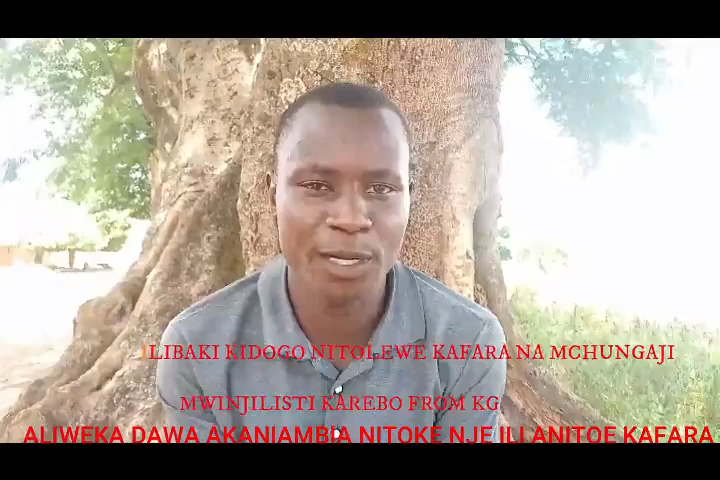 LIBAKI KIDOGO NITOLEWE KAFARA NA MCHUNGAJI
MWINJILISTI KAREBO FROM KG
ALIWEKA DAWA AKANIAMBIA NITOKE NJE ILI ANITOE KAFARA